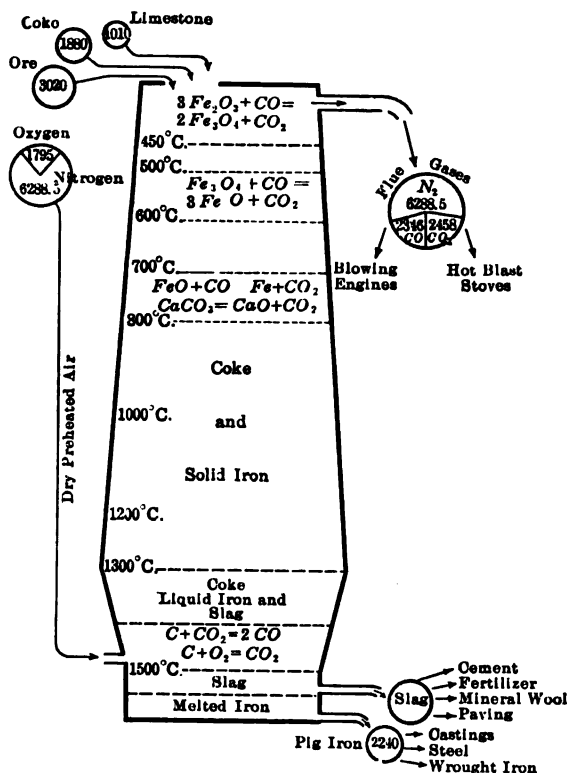 Limestone
1010
Coko
1880
Ore
3020
Oxygen
1795
Nitrogen
6288.5
Dry Preheated Air
3 Fe₂O₃ + CO =
2 Fe₃O₄ + CO₂
450°C.
500°C.
Fe₃O₄ + CO =
3 Fe O + CO₂
600°C.
700°C.
FeO + CO Fe + CO₂
CaCO₃ = CaO + CO₂
800°C.
Coke
1000°C.
and
Solid Iron
1200°C.
1300°C.
Coke
Liquid Iron and
Slag
C + CO₂ = 2 CO
C + O₂ = CO₂
1500°C.
Slag
Melted Iron
Flue Gases
N₂
6288.5
2346 2458
CO CO₂
Blowing
Engines
Hot Blast
Stoves
Slag
Cement
Fertilizer
Mineral Wool
Paving
Pig Iron
2240
Castings
Steel
Wrought Iron